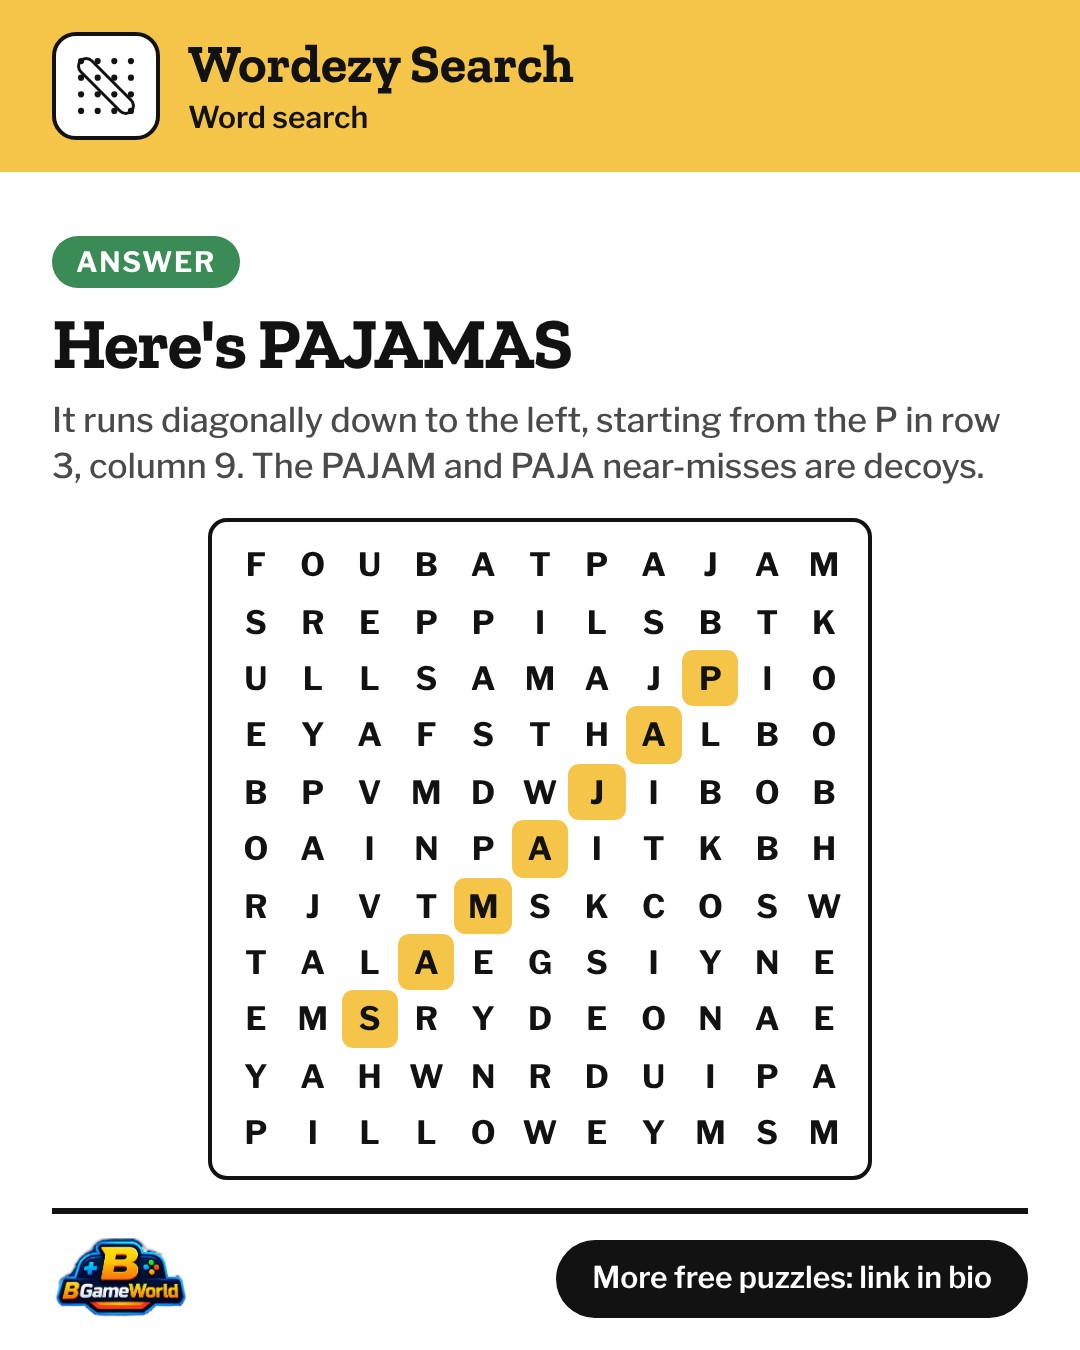 Wordezy Search
Word search
ANSWER
Here's PAJAMAS
It runs diagonally down to the left, starting from the P in row
3, column 9. The PAJAM and PAJA near-misses are decoys.
F O U B A T P A J A M
S R E P P I L S B T K
U L L S A M A J P I O
E Y A F S T H A L B O
B P V M D W J I B O B
O A I N P A I T K B H
R J V T M S K C O S W
T A L A E G S I Y N E
E M S R Y D E O N A E
Y A H W N R D U I P A
P I L L O W E Y M S M
B
BGameWorld
More free puzzles: link in bio